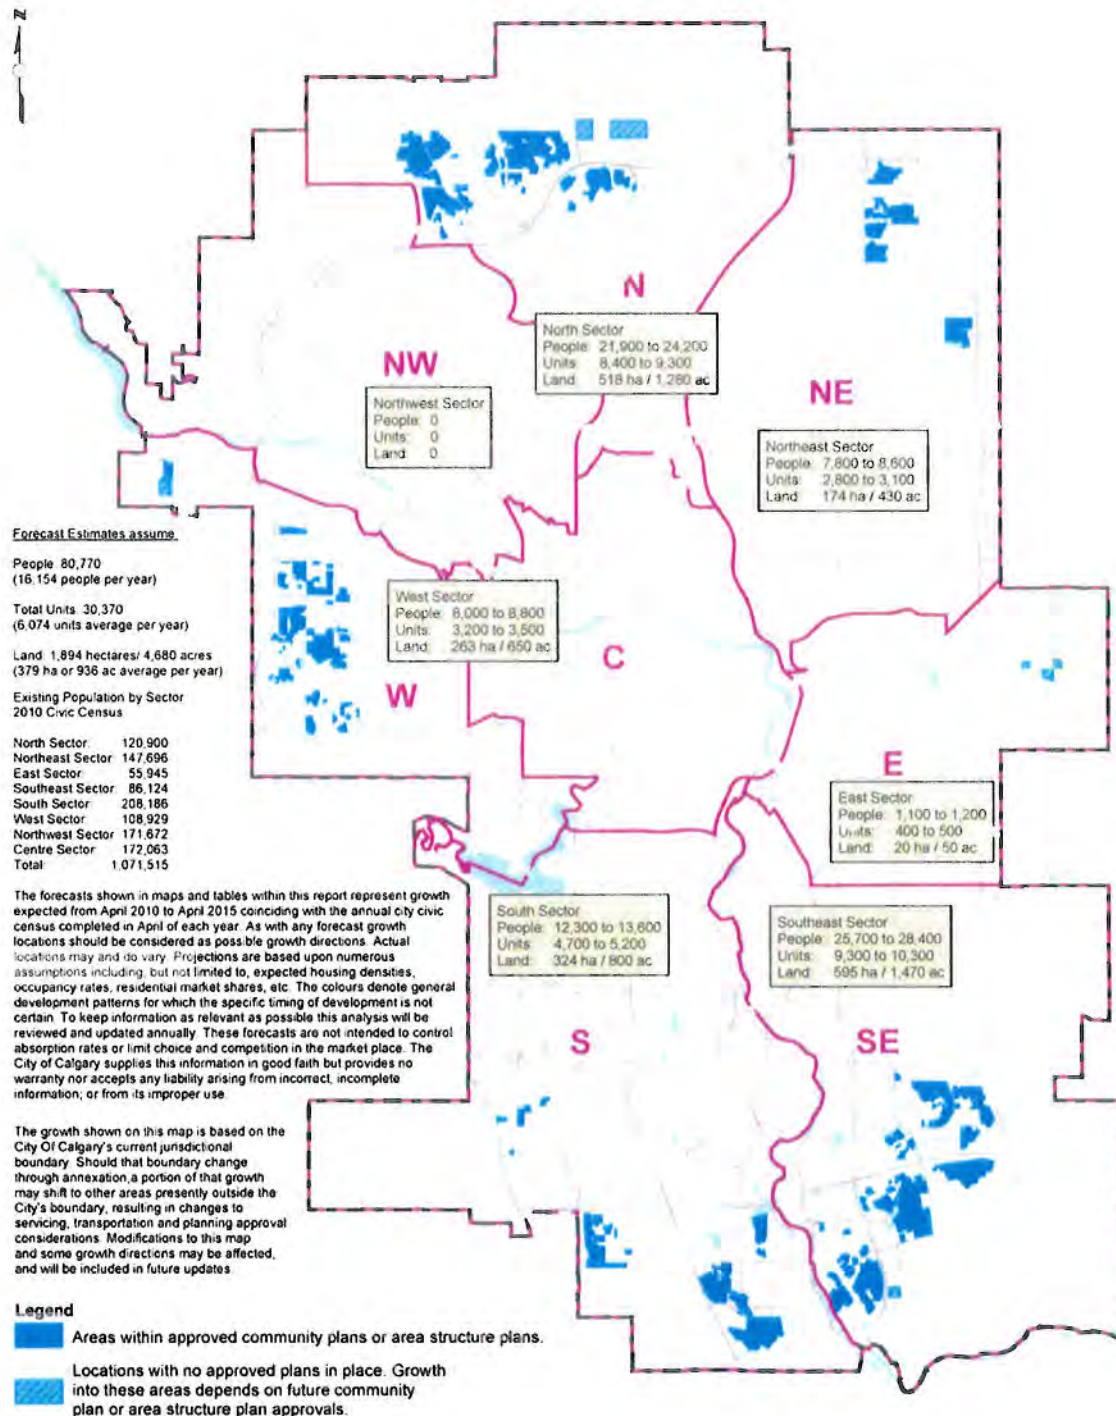 N
N
North Sector
People: 21,900 to 24,200
Units: 8,400 to 9,300
Land: 518 ha / 1,280 ac
NW
Northwest Sector
People: 0
Units: 0
Land: 0
NE
Northeast Sector
People: 7,800 to 8,600
Units: 2,800 to 3,100
Land: 174 ha / 430 ac
West Sector
People: 8,000 to 8,800
Units: 3,200 to 3,500
Land: 263 ha / 650 ac
C
W
E
East Sector
People: 1,100 to 1,200
Units: 400 to 500
Land: 20 ha / 50 ac
South Sector
People: 12,300 to 13,600
Units: 4,700 to 5,200
Land: 324 ha / 800 ac
Southeast Sector
People: 25,700 to 28,400
Units: 9,300 to 10,300
Land: 595 ha / 1,470 ac
S
SE
Forecast Estimates assume
People 80,770
(16,154 people per year)
Total Units 30,370
(6,074 units average per year)
Land 1,894 hectares/ 4,680 acres
(379 ha or 936 ac average per year)
Existing Population by Sector
2010 Civic Census
North Sector: 120,900
Northeast Sector 147,696
East Sector 55,945
Southeast Sector 86,124
South Sector 208,186
West Sector 108,929
Northwest Sector 171,672
Centre Sector 172,063
Total 1,071,515
The forecasts shown in maps and tables within this report represent growth
expected from April 2010 to April 2015 coinciding with the annual city civic
census completed in April of each year. As with any forecast growth
locations should be considered as possible growth directions. Actual
locations may and do vary. Projections are based upon numerous
assumptions including, but not limited to, expected housing densities,
occupancy rates, residential market shares, etc. The colours denote general
development patterns for which the specific timing of development is not
certain. To keep information as relevant as possible this analysis will be
reviewed and updated annually. These forecasts are not intended to control
absorption rates or limit choice and competition in the market place. The
City of Calgary supplies this information in good faith but provides no
warranty nor accepts any liability arising from incorrect, incomplete
information; or from its improper use
The growth shown on this map is based on the
City Of Calgary's current jurisdictional
boundary. Should that boundary change
through annexation, a portion of that growth
may shift to other areas presently outside the
City's boundary, resulting in changes to
servicing, transportation and planning approval
considerations. Modifications to this map
and some growth directions may be affected,
and will be included in future updates
Legend
Areas within approved community plans or area structure plans.
Locations with no approved plans in place. Growth
into these areas depends on future community
plan or area structure plan approvals.